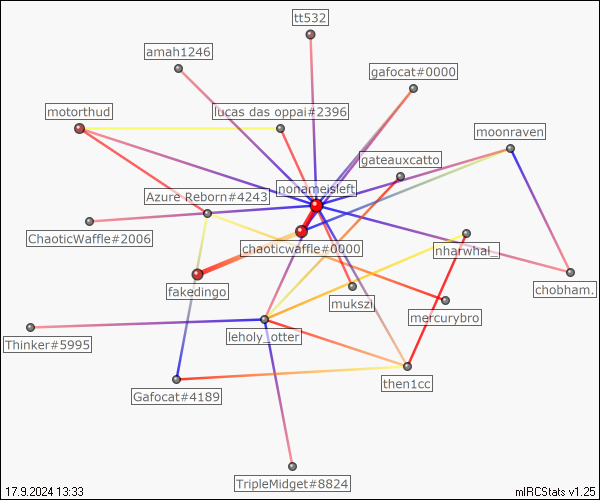 tt532
amah1246
gafocat#0000
motorthud
lucas das oppai#2396
moonraven
gateauxcatto
nonameisleft
Azure Reborn#4243
ChaoticWaffle#2006
chaoticwaffle#0000
nharwhal_
fakedingo
mukszi
chobham.
mercurybro
leholy_otter
Thinker#5995
then1cc
Gafocat#4189
TripleMidget#8824
17.9.2024 13:33
mIRCStats v1.25